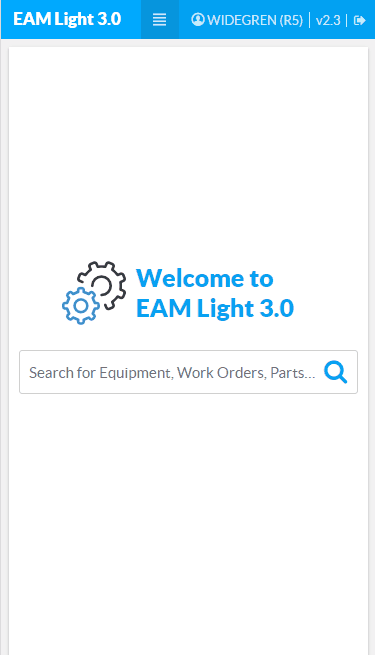 EAM Light 3.0 WIDEGREN (R5) | v2.3 |
Welcome to
EAM Light 3.0
Search for Equipment, Work Orders, Parts...